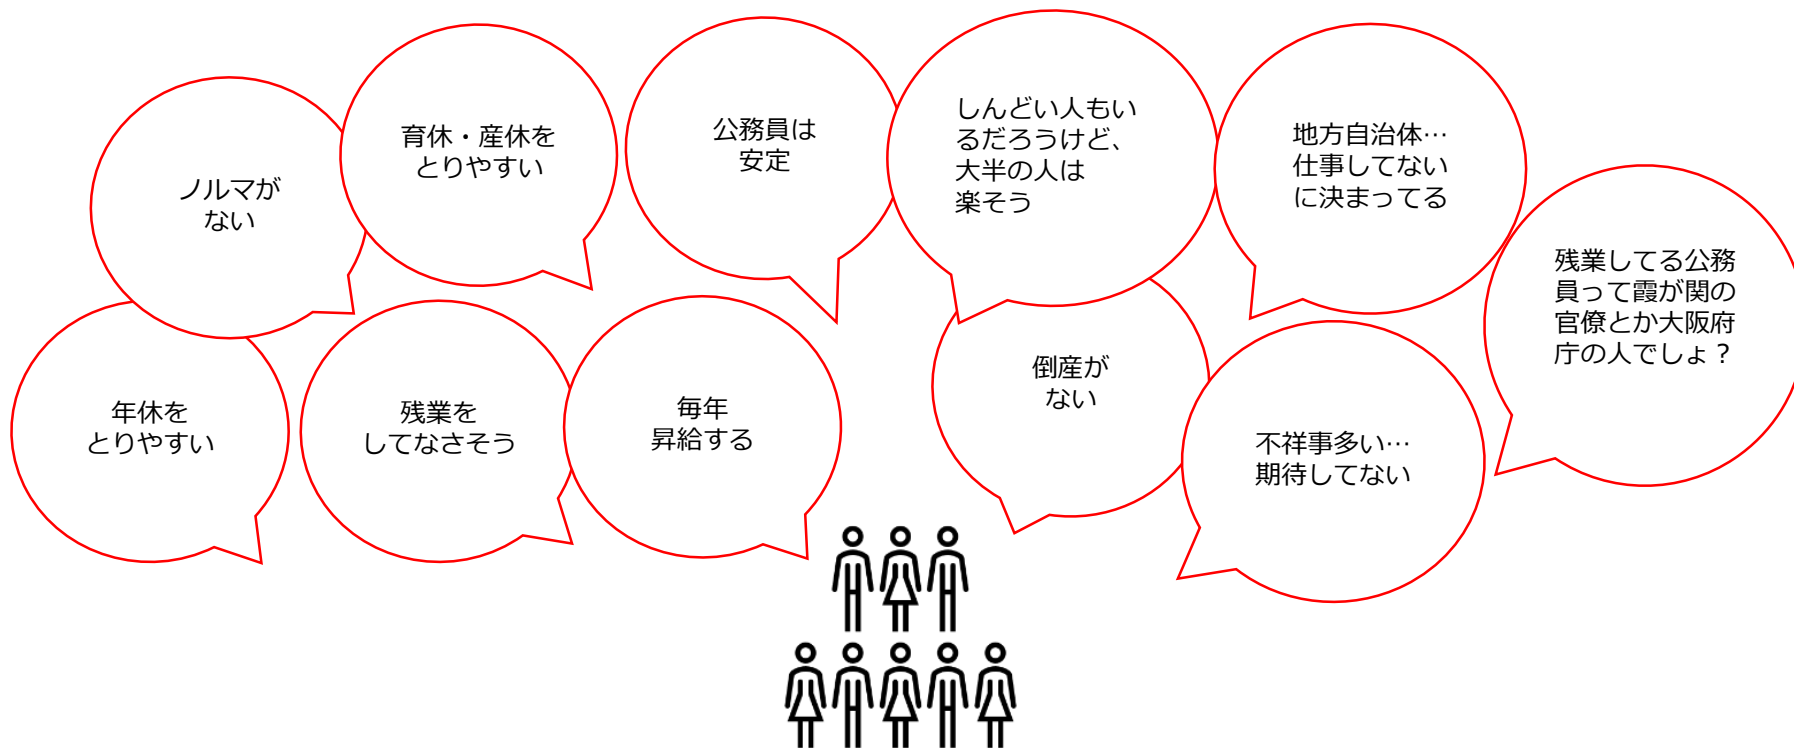 ノルマが
ない
育休・産休を
とりやすい
公務員は
安定
しんどい人もい
るだろうけど、
大半の人は
楽そう
地方自治体…
仕事してない
に決まってる
残業してる公務
員って霞が関の
官僚とか大阪府
庁の人でしょ？
年休を
とりやすい
残業を
してなさそう
毎年
昇給する
倒産が
ない
不祥事多い…
期待してない